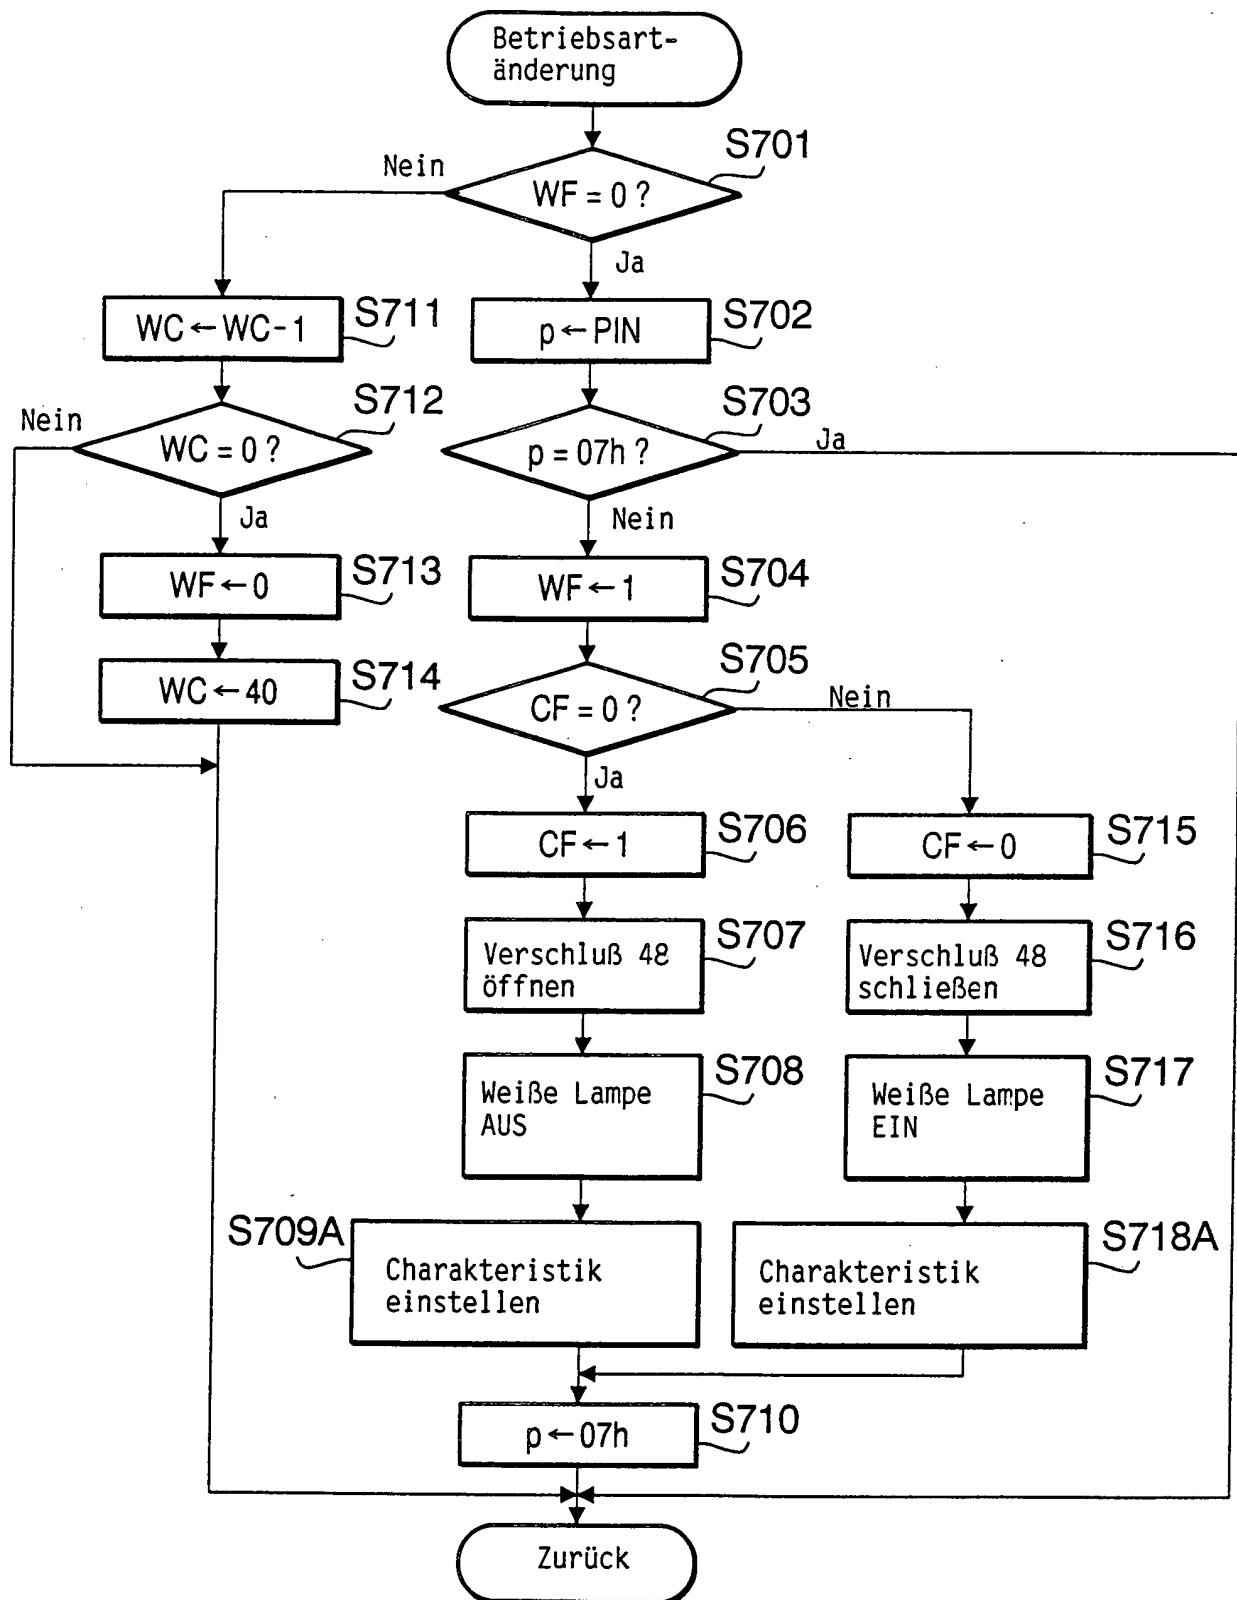 Betriebsart-
änderung
S701
Nein
WF = 0 ?
Ja
S711
WC ← WC - 1
S702
p ← PIN
S712
Nein
WC = 0 ?
S703
p = 07h ?
Ja
Ja
Nein
S713
WF ← 0
S704
WF ← 1
S714
WC ← 40
S705
CF = 0 ?
Nein
Ja
S706
CF ← 1
S715
CF ← 0
S707
Verschluß 48
öffnen
S716
Verschluß 48
schließen
S708
Weiße Lampe
AUS
S717
Weiße Lampe
EIN
S709A
Charakteristik
einstellen
S718A
Charakteristik
einstellen
S710
p ← 07h
Zurück